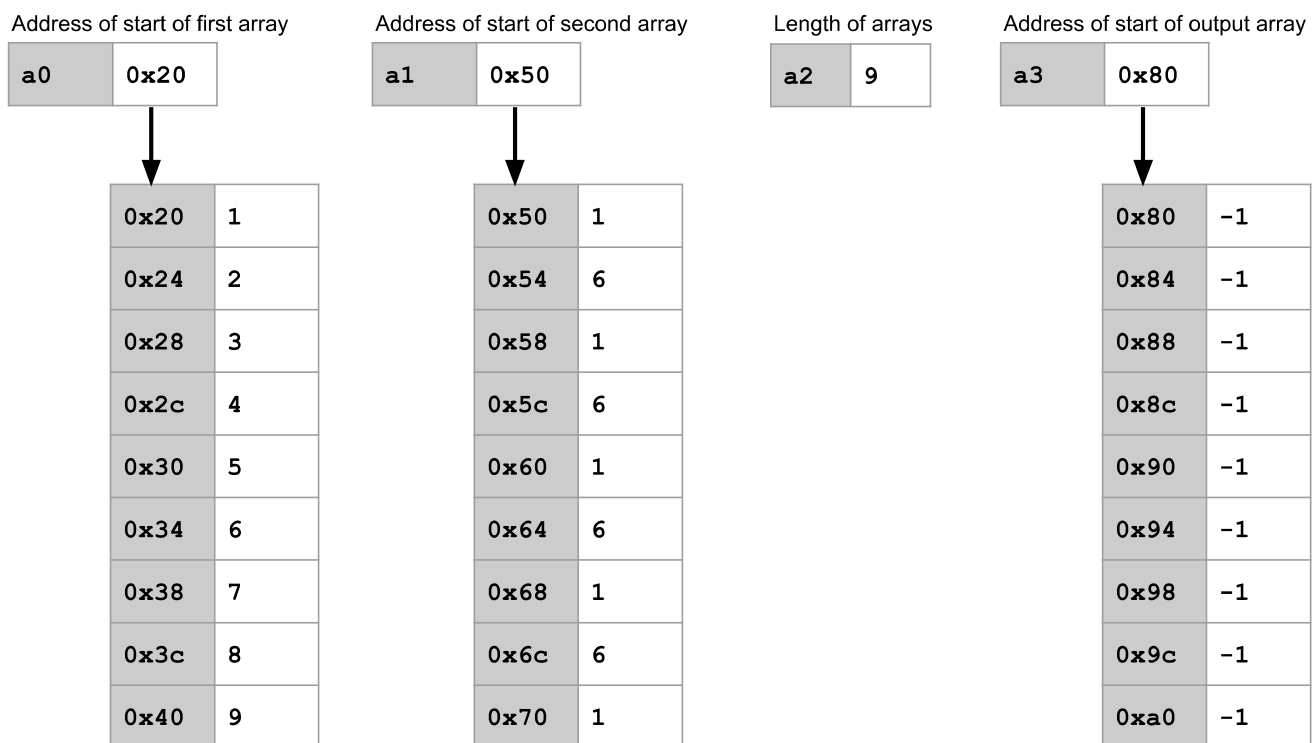 Address of start of first array Address of start of second array Length of arrays Address of start of output array
a0 0x20 a1 0x50 a2 9 a3 0x80
0x20 1 0x50 1 0x80 -1
0x24 2 0x54 6 0x84 -1
0x28 3 0x58 1 0x88 -1
0x2c 4 0x5c 6 0x8c -1
0x30 5 0x60 1 0x90 -1
0x34 6 0x64 6 0x94 -1
0x38 7 0x68 1 0x98 -1
0x3c 8 0x6c 6 0x9c -1
0x40 9 0x70 1 0xa0 -1